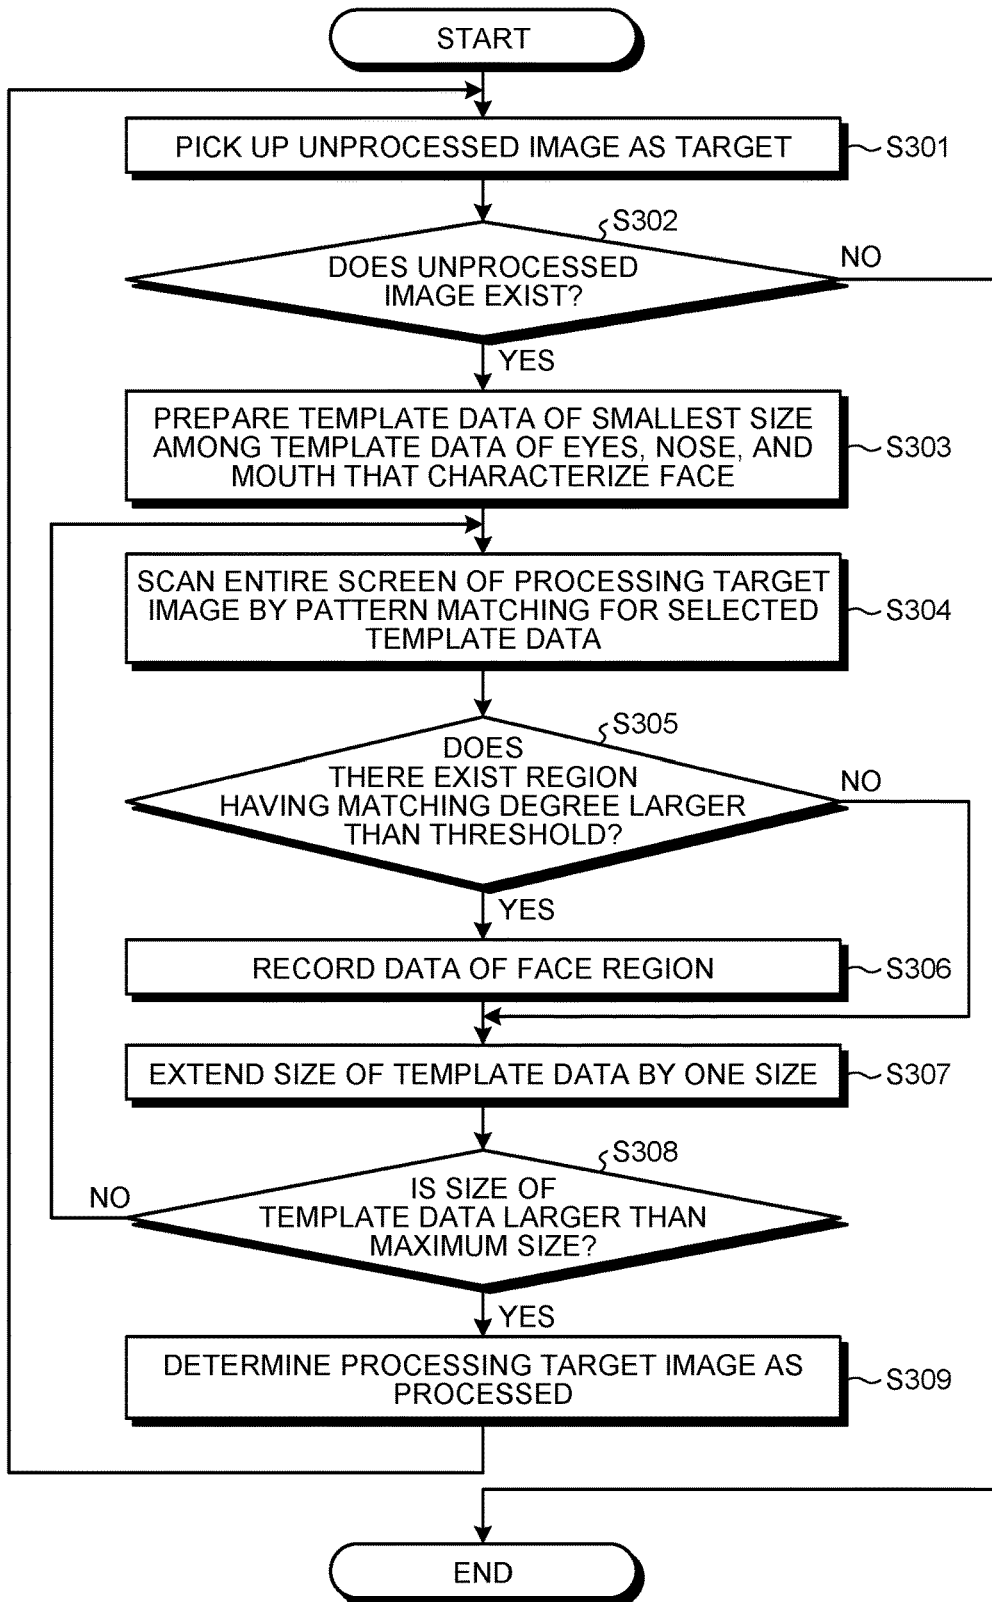 START
PICK UP UNPROCESSED IMAGE AS TARGET
S301
S302
DOES UNPROCESSED
IMAGE EXIST?
NO
YES
PREPARE TEMPLATE DATA OF SMALLEST SIZE
AMONG TEMPLATE DATA OF EYES, NOSE, AND
MOUTH THAT CHARACTERIZE FACE
S303
SCAN ENTIRE SCREEN OF PROCESSING TARGET
IMAGE BY PATTERN MATCHING FOR SELECTED
TEMPLATE DATA
S304
S305
DOES
THERE EXIST REGION
HAVING MATCHING DEGREE LARGER
THAN THRESHOLD?
NO
YES
RECORD DATA OF FACE REGION
S306
EXTEND SIZE OF TEMPLATE DATA BY ONE SIZE
S307
S308
NO
IS SIZE OF
TEMPLATE DATA LARGER THAN
MAXIMUM SIZE?
YES
DETERMINE PROCESSING TARGET IMAGE AS
PROCESSED
S309
END